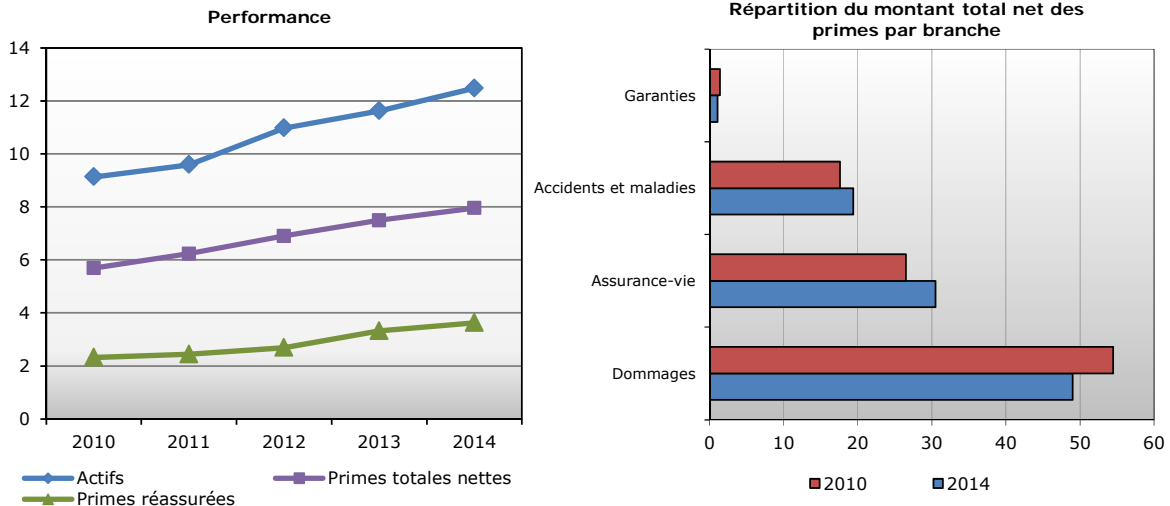 Performance
14
12
10
8
6
4
2
0
2010 2011 2012 2013 2014
Actifs Primes totales nettes
Primes réassurées
Répartition du montant total net des
primes par branche
Garanties
Accidents et maladies
Assurance-vie
Dommages
0 10 20 30 40 50 60
2010 2014